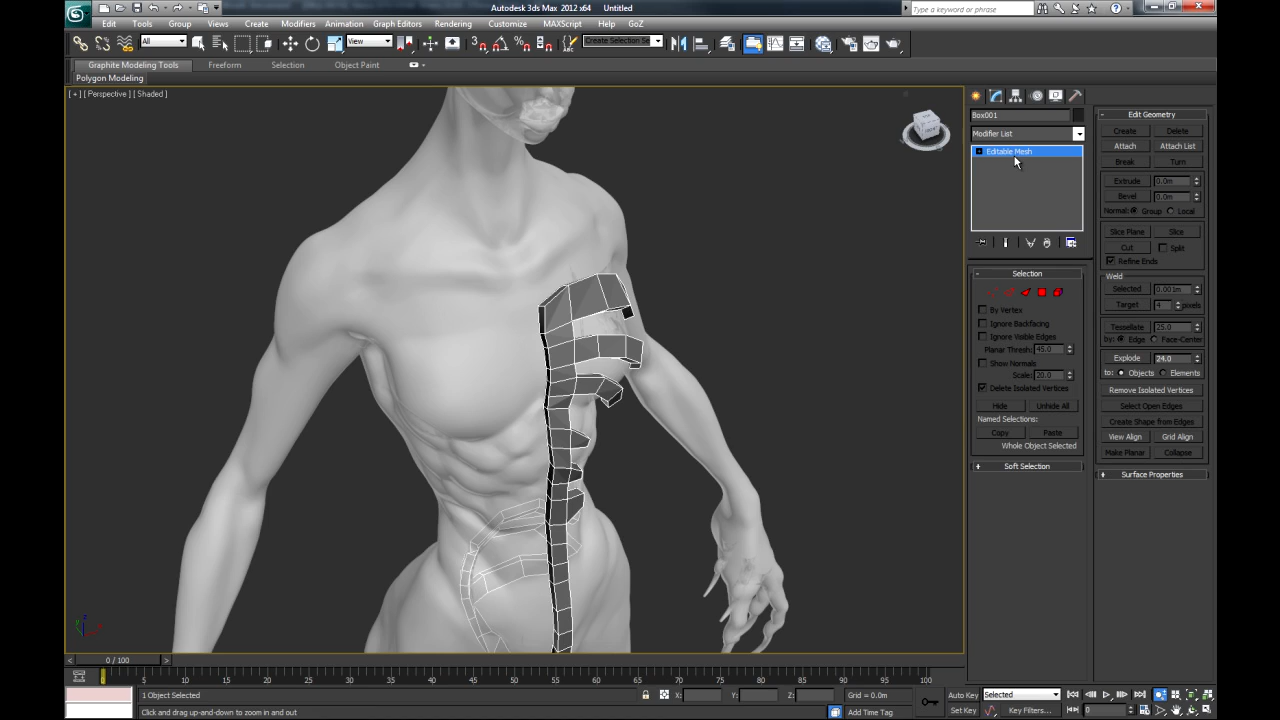 Autodesk 3ds Max 2012 x64 Untitled
Type a keyword or phrase
Edit Tools Group Views Create Modifiers Animation Graph Editors Rendering Customize MAXScript Help GoZ
All View Create Selection Se
Graphite Modeling Tools Freeform Selection Object Paint
Polygon Modeling
[ + ] [ Perspective ] [ Shaded ]
Box001
Modifier List
Editable Mesh
Selection
By Vertex
Ignore Backfacing
Ignore Visible Edges
Planar Thresh: 45.0
Show Normals
Scale: 20.0
Delete Isolated Vertices
Hide Unhide All
Named Selections:
Copy Paste
Whole Object Selected
Soft Selection
Edit Geometry
Create Delete
Attach Attach List
Break Turn
Extrude 0.0m
Bevel 0.0m
Normal: Group Local
Slice Plane Slice
Cut Split
Refine Ends
Weld
Selected 0.001m
Target 4 pixels
Tessellate 25.0
by: Edge Face-Center
Explode 24.0
to: Objects Elements
Remove Isolated Vertices
Select Open Edges
Create Shape from Edges
View Align Grid Align
Make Planar Collapse
Surface Properties
0 / 100
0 5 10 15 20 25 30 35 40 45 50 55 60 65 70 75 80 85 90 95 100
1 Object Selected X: Y: Z: Grid = 0.0m Auto Key Selected
Click and drag up-and-down to zoom in and out Add Time Tag Set Key Key Filters... 0